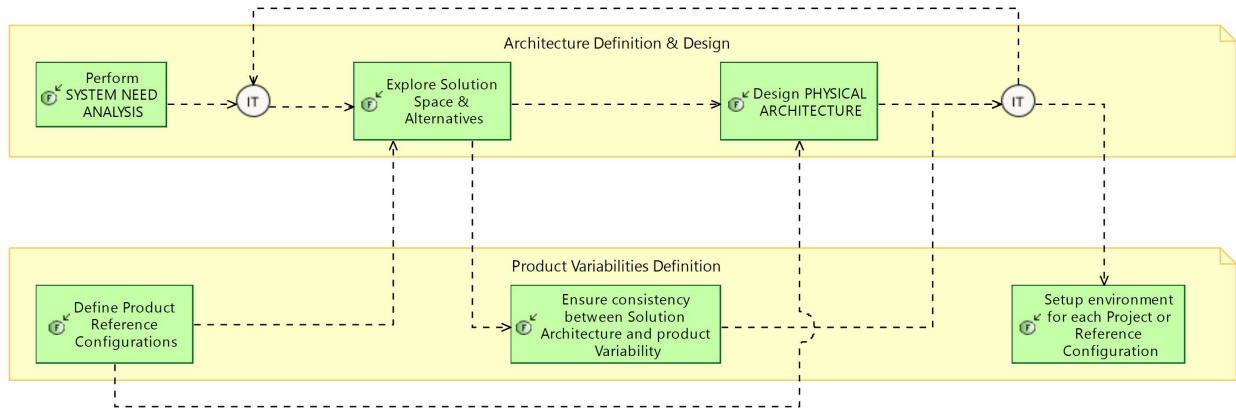 Architecture Definition & Design
F
Perform
SYSTEM NEED
ANALYSIS
IT
F
Explore Solution
Space &
Alternatives
F
Design PHYSICAL
ARCHITECTURE
IT
Product Variabilities Definition
F
Define Product
Reference
Configurations
F
Ensure consistency
between Solution
Architecture and product
Variability
F
Setup environment
for each Project or
Reference
Configuration